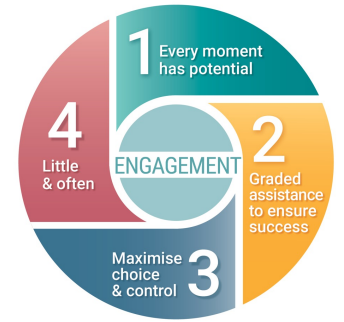 1
Every moment
has potential
2
Graded
assistance
to ensure
success
3
Maximise
choice
& control
4
Little
& often
ENGAGEMENT